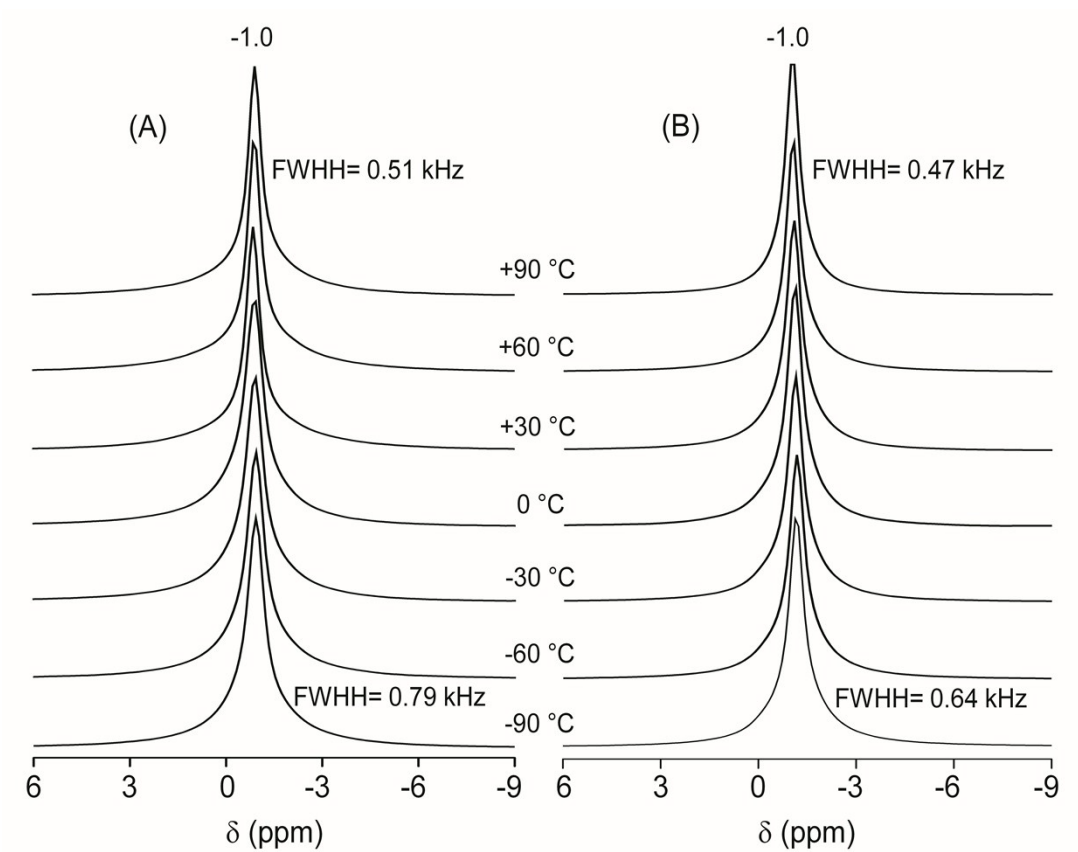 -1.0 -1.0
(A) (B)
FWHH= 0.51 kHz FWHH= 0.47 kHz
+90 °C
+60 °C
+30 °C
0 °C
-30 °C
-60 °C
FWHH= 0.79 kHz FWHH= 0.64 kHz
-90 °C
6 3 0 -3 -6 -9 6 3 0 -3 -6 -9
δ (ppm) δ (ppm)